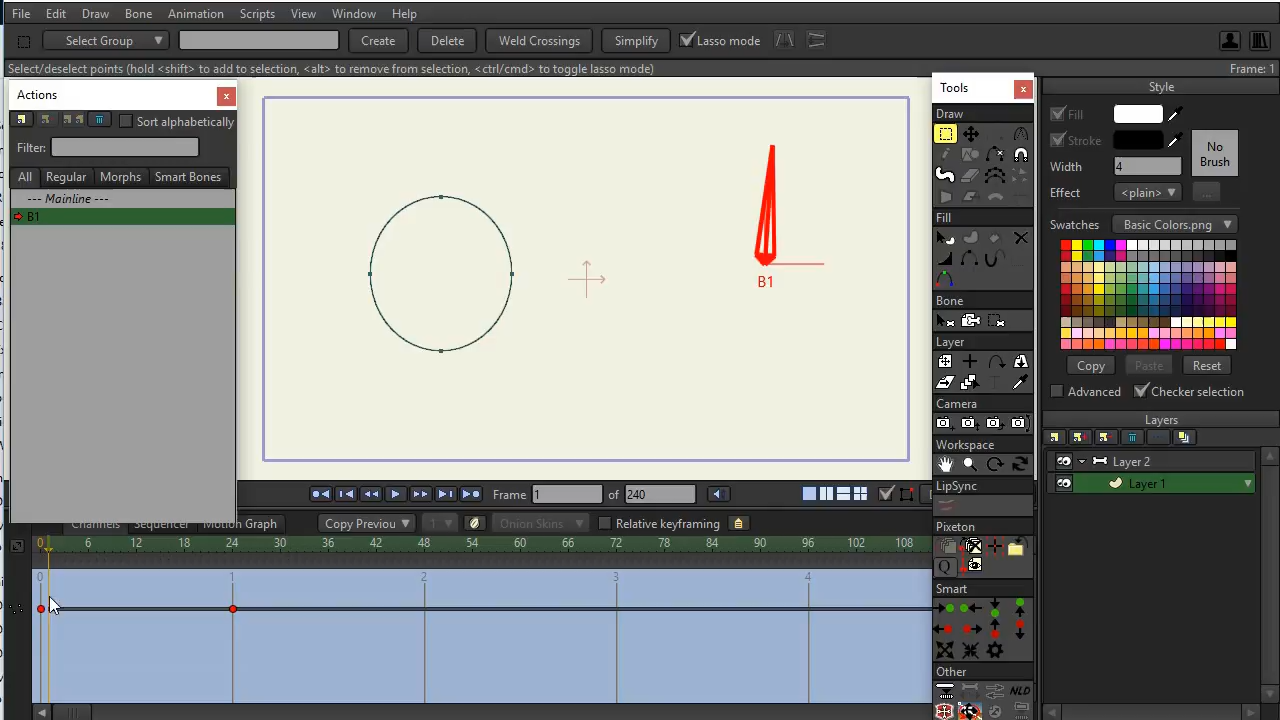 File Edit Draw Bone Animation Scripts View Window Help
Select Group Create Delete Weld Crossings Simplify Lasso mode
Select/deselect points (hold <shift> to add to selection, <alt> to remove from selection, <ctrl/cmd> to toggle lasso mode) Frame: 1
Actions
Sort alphabetically
Filter:
All Regular Morphs Smart Bones
--- Mainline ---
B1
B1
Tools
Draw
Fill
Bone
Layer
Camera
Workspace
LipSync
Pixeton
Q
Smart
Other
NLD
Style
Fill
Stroke
No Brush
Width 4
Effect <plain> ...
Swatches Basic Colors.png
Copy Paste Reset
Advanced Checker selection
Layers
Layer 2
Layer 1
Frame 1 of 240
Channels Sequencer Motion Graph Copy Previou 1 Onion Skins Relative keyframing
0 6 12 18 24 30 36 42 48 54 60 66 72 78 84 90 96 102 108
0 1 2 3 4